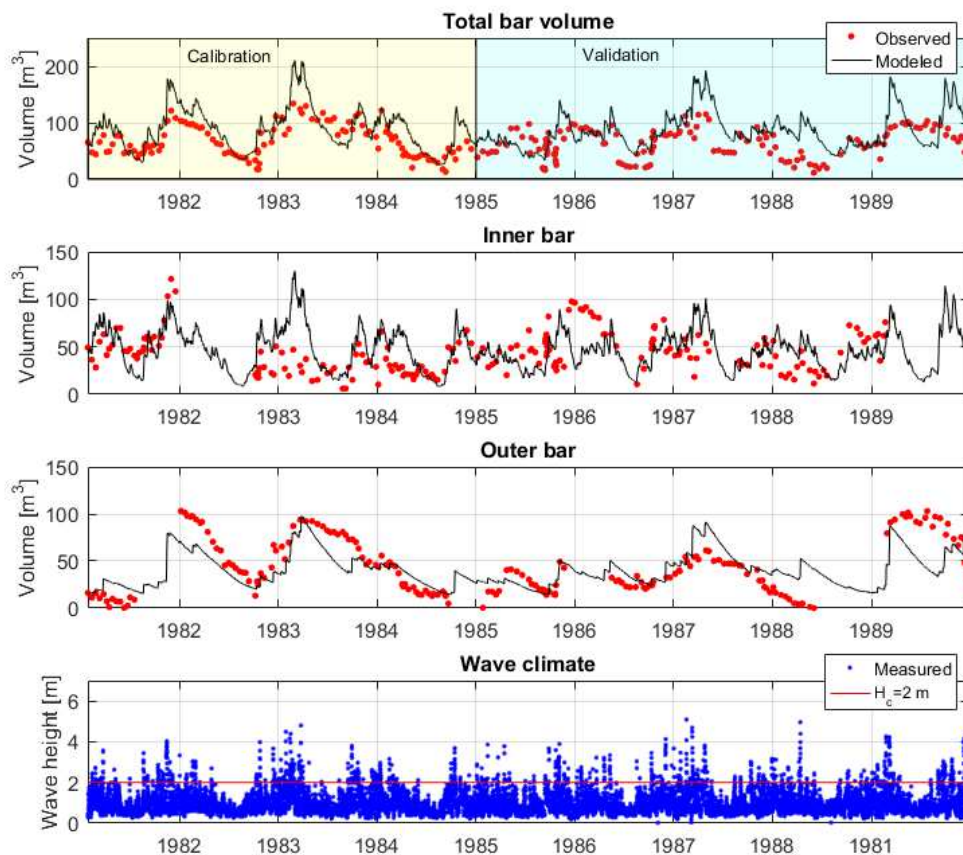 Total bar volume
Volume [m³]
200
100
0
Calibration
Validation
Observed
Modeled
1982 1983 1984 1985 1986 1987 1988 1989
Inner bar
Volume [m³]
150
100
50
0
1982 1983 1984 1985 1986 1987 1988 1989
Outer bar
Volume [m³]
150
100
50
0
1982 1983 1984 1985 1986 1987 1988 1989
Wave climate
Wave height [m]
6
4
2
0
Measured
H_c=2 m
1982 1983 1984 1985 1986 1987 1988 1981